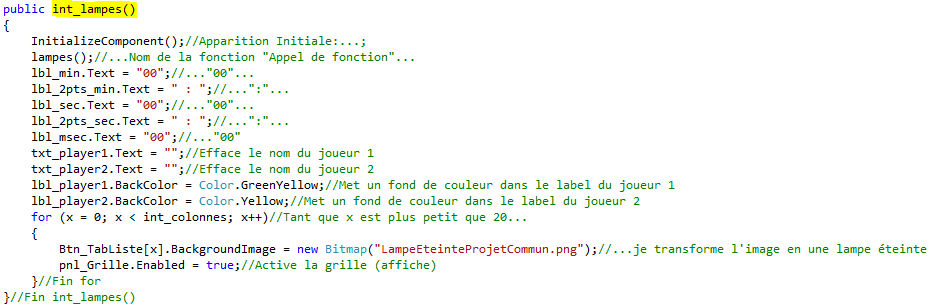 public int_lampes()
{
InitializeComponent();//Apparition Initiale:...;
lampes();//...Nom de la fonction "Appel de fonction"...
lbl_min.Text = "00";//..."00"...
lbl_2pts_min.Text = " : ";//...":"...
lbl_sec.Text = "00";//..."00"...
lbl_2pts_sec.Text = " : ";//...":"...
lbl_msec.Text = "00";//..."00"
txt_player1.Text = "";//Efface le nom du joueur 1
txt_player2.Text = "";//Efface le nom du joueur 2
lbl_player1.BackColor = Color.GreenYellow;//Met un fond de couleur dans le label du joueur 1
lbl_player2.BackColor = Color.Yellow;//Met un fond de couleur dans le label du joueur 2
for (x = 0; x < int_colonnes; x++)//Tant que x est plus petit que 20...
{
Btn_TabListe[x].BackgroundImage = new Bitmap("LampeEteinteProjetCommun.png");//...je transforme l'image en une lampe éteinte
pnl_Grille.Enabled = true;//Active la grille (affiche)
}//Fin for
}//Fin int_lampes()